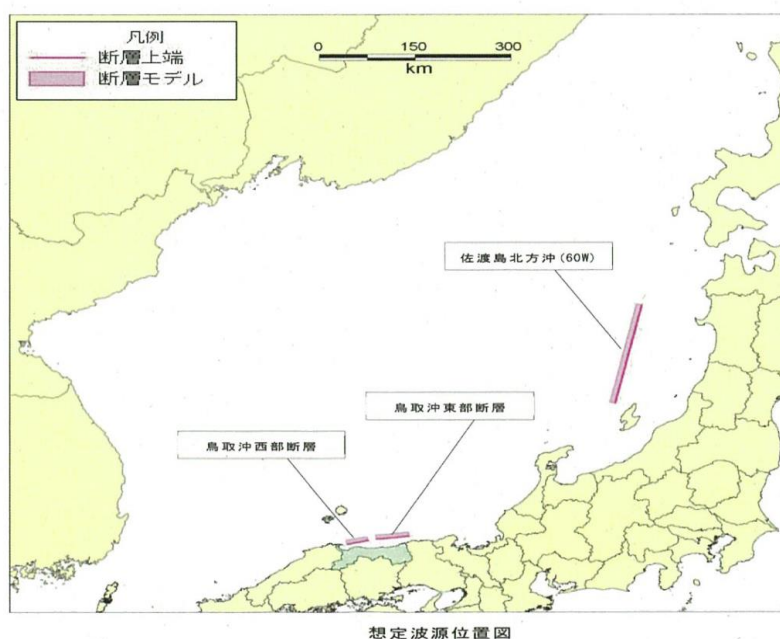 凡例
断層上端
断層モデル
0 150 300
km
佐渡島北方沖(60W)
鳥取沖東部断層
鳥取沖西部断層
想定波源位置図